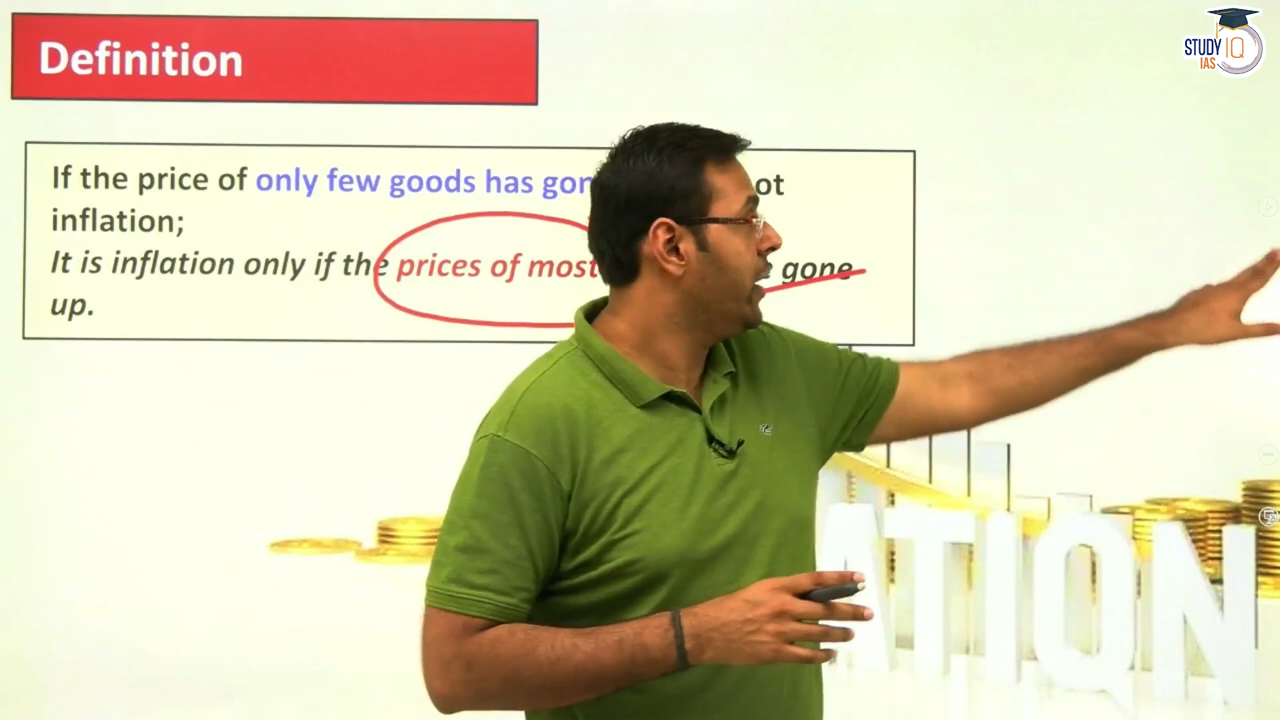 Definition
STUDY IQ
IAS
If the price of only few goods has gon ot
inflation;
It is inflation only if the prices of most gone
up.
ATION